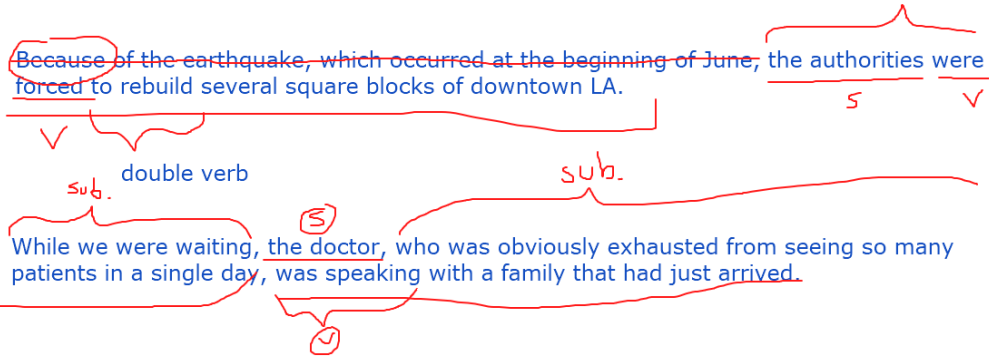 Because of the earthquake, which occurred at the beginning of June, the authorities were
forced to rebuild several square blocks of downtown LA.
S
V
V
double verb
sub.
sub.
S
While we were waiting, the doctor, who was obviously exhausted from seeing so many
patients in a single day, was speaking with a family that had just arrived.
V